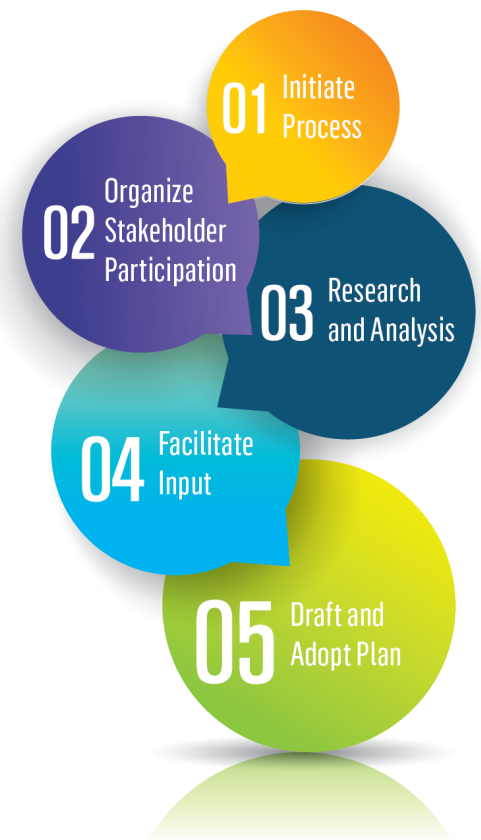 01
Initiate
Process
02
Organize
Stakeholder
Participation
03
Research
and Analysis
04
Facilitate
Input
05
Draft and
Adopt Plan